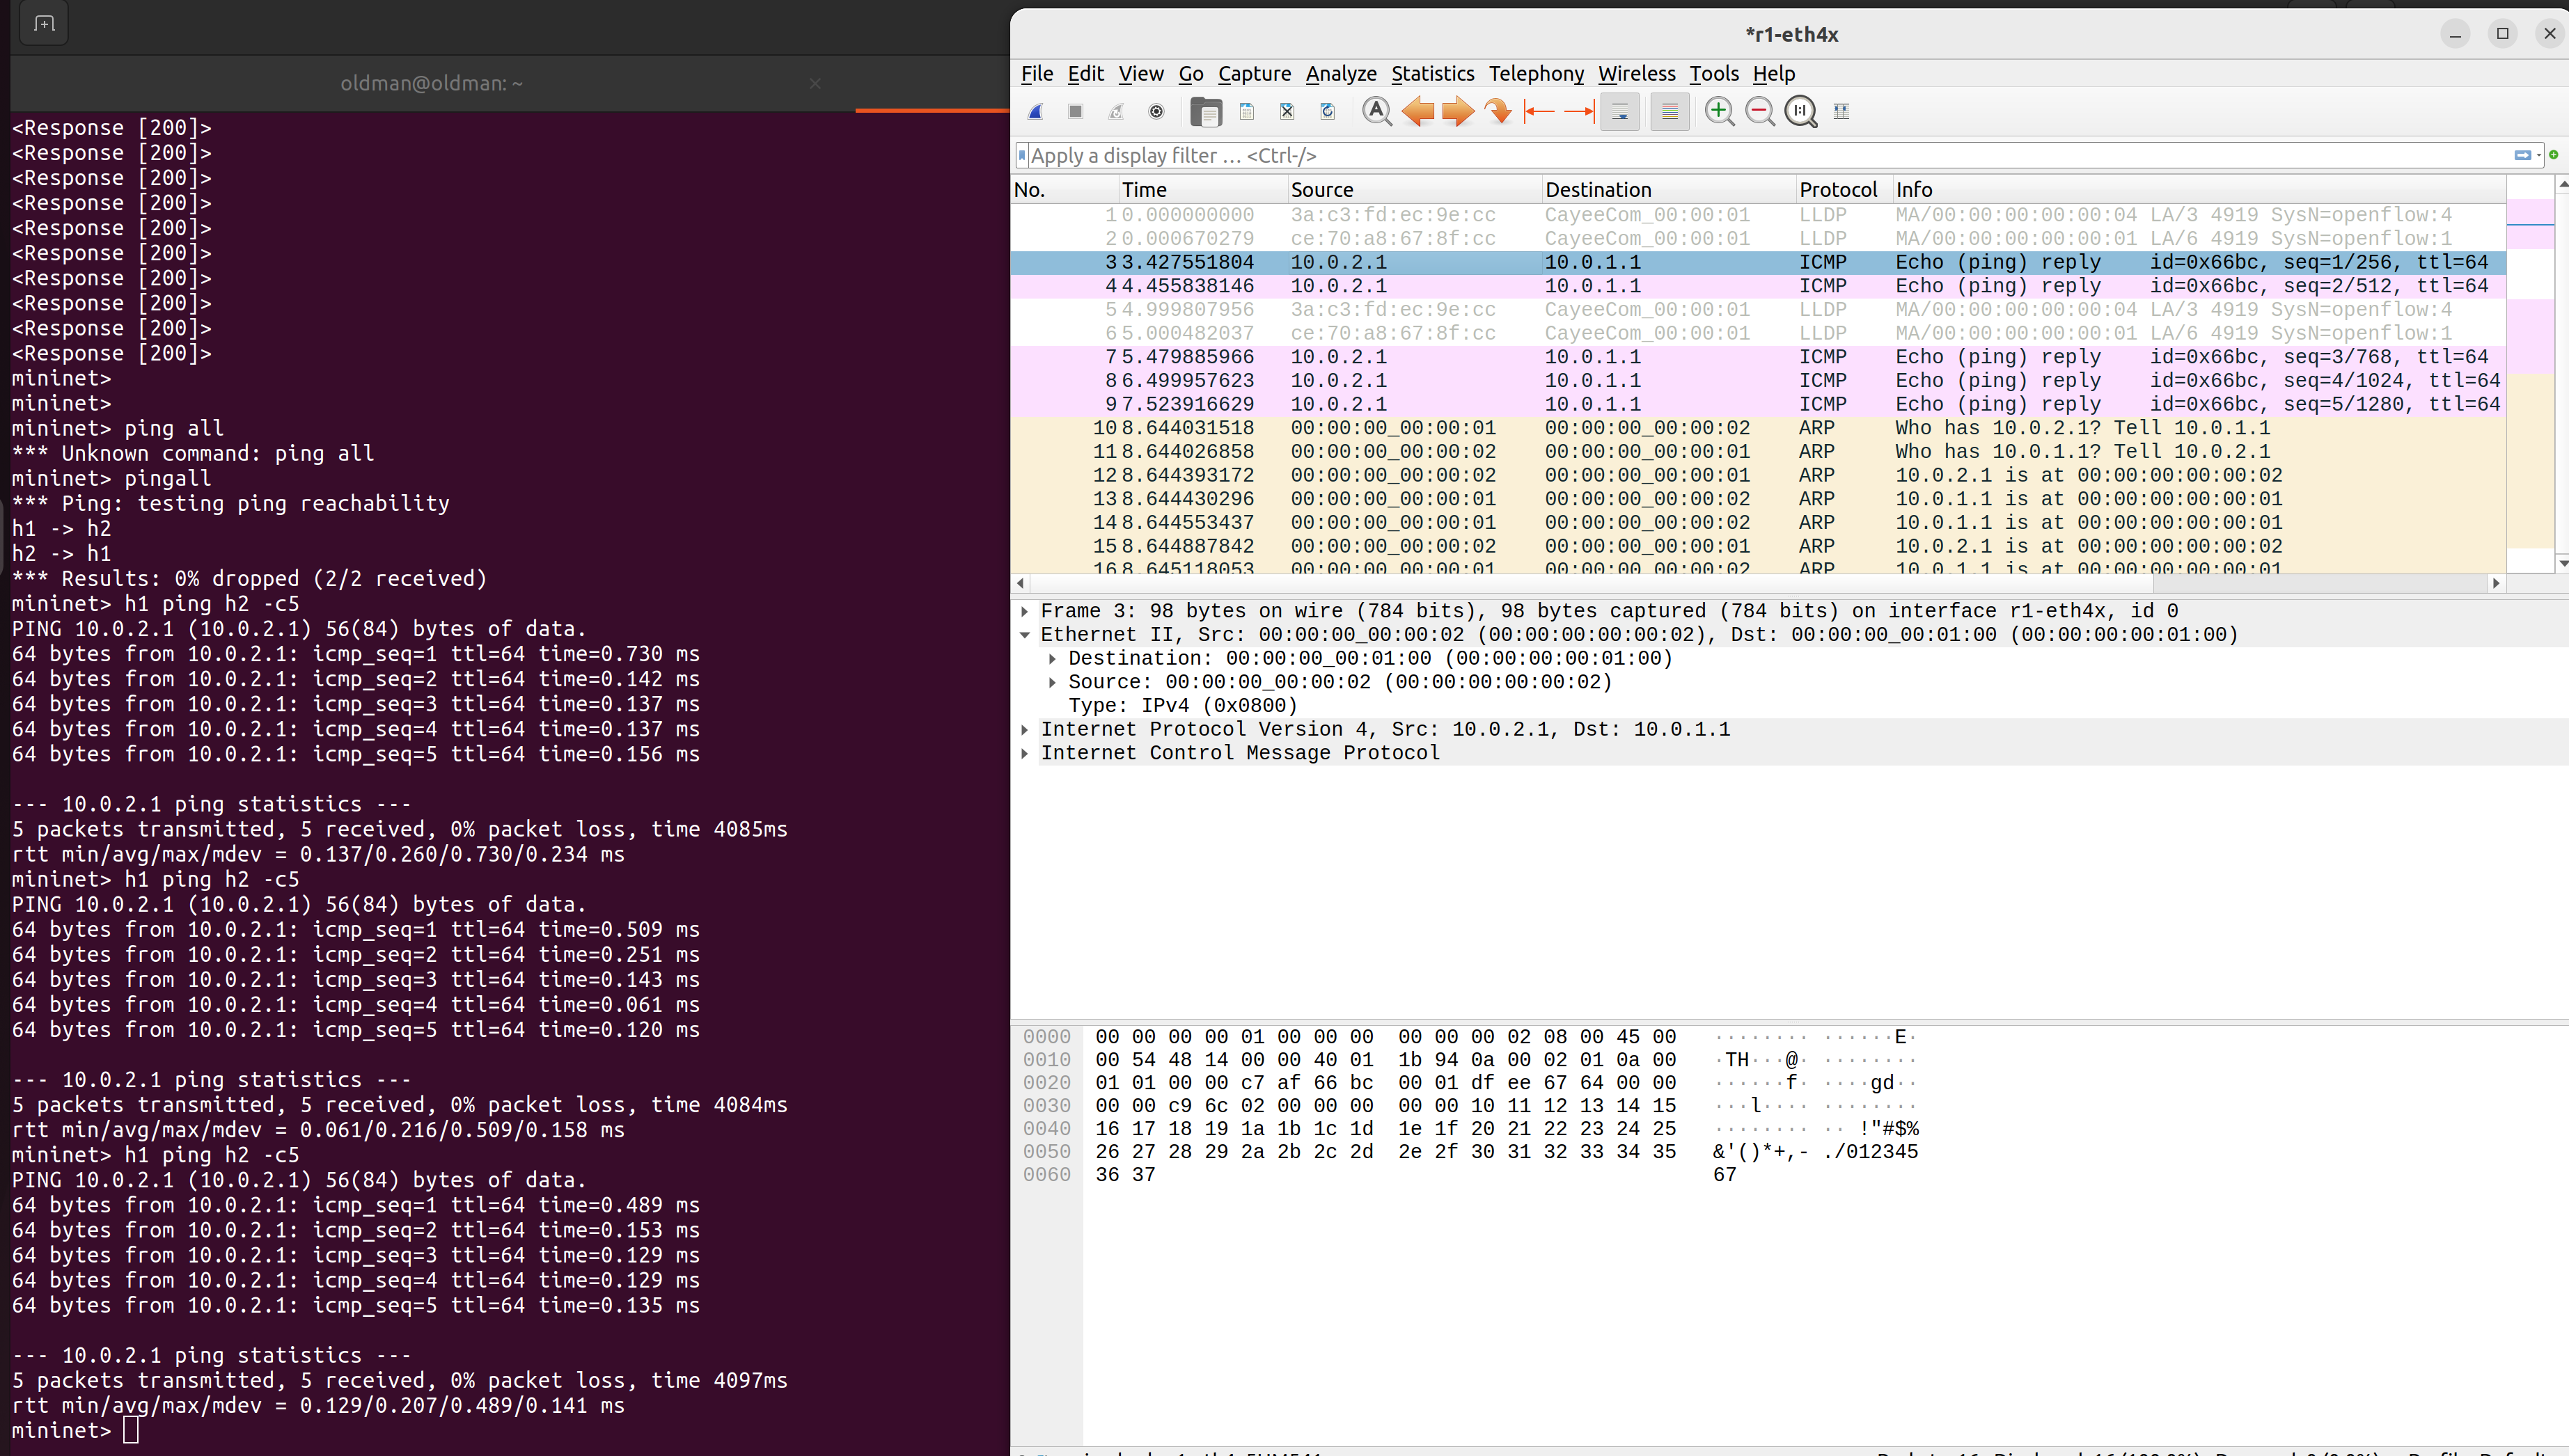 oldman@oldman: ~
<Response [200]>
<Response [200]>
<Response [200]>
<Response [200]>
<Response [200]>
<Response [200]>
<Response [200]>
<Response [200]>
<Response [200]>
<Response [200]>
mininet>
mininet>
mininet> ping all
*** Unknown command: ping all
mininet> pingall
*** Ping: testing ping reachability
h1 -> h2
h2 -> h1
*** Results: 0% dropped (2/2 received)
mininet> h1 ping h2 -c5
PING 10.0.2.1 (10.0.2.1) 56(84) bytes of data.
64 bytes from 10.0.2.1: icmp_seq=1 ttl=64 time=0.730 ms
64 bytes from 10.0.2.1: icmp_seq=2 ttl=64 time=0.142 ms
64 bytes from 10.0.2.1: icmp_seq=3 ttl=64 time=0.137 ms
64 bytes from 10.0.2.1: icmp_seq=4 ttl=64 time=0.137 ms
64 bytes from 10.0.2.1: icmp_seq=5 ttl=64 time=0.156 ms
--- 10.0.2.1 ping statistics ---
5 packets transmitted, 5 received, 0% packet loss, time 4085ms
rtt min/avg/max/mdev = 0.137/0.260/0.730/0.234 ms
mininet> h1 ping h2 -c5
PING 10.0.2.1 (10.0.2.1) 56(84) bytes of data.
64 bytes from 10.0.2.1: icmp_seq=1 ttl=64 time=0.509 ms
64 bytes from 10.0.2.1: icmp_seq=2 ttl=64 time=0.251 ms
64 bytes from 10.0.2.1: icmp_seq=3 ttl=64 time=0.143 ms
64 bytes from 10.0.2.1: icmp_seq=4 ttl=64 time=0.061 ms
64 bytes from 10.0.2.1: icmp_seq=5 ttl=64 time=0.120 ms
--- 10.0.2.1 ping statistics ---
5 packets transmitted, 5 received, 0% packet loss, time 4084ms
rtt min/avg/max/mdev = 0.061/0.216/0.509/0.158 ms
mininet> h1 ping h2 -c5
PING 10.0.2.1 (10.0.2.1) 56(84) bytes of data.
64 bytes from 10.0.2.1: icmp_seq=1 ttl=64 time=0.489 ms
64 bytes from 10.0.2.1: icmp_seq=2 ttl=64 time=0.153 ms
64 bytes from 10.0.2.1: icmp_seq=3 ttl=64 time=0.129 ms
64 bytes from 10.0.2.1: icmp_seq=4 ttl=64 time=0.129 ms
64 bytes from 10.0.2.1: icmp_seq=5 ttl=64 time=0.135 ms
--- 10.0.2.1 ping statistics ---
5 packets transmitted, 5 received, 0% packet loss, time 4097ms
rtt min/avg/max/mdev = 0.129/0.207/0.489/0.141 ms
mininet>
*r1-eth4x
File Edit View Go Capture Analyze Statistics Telephony Wireless Tools Help
Apply a display filter … <Ctrl-/>
No. Time Source Destination Protocol Info
1 0.000000000 3a:c3:fd:ec:9e:cc CayeeCom_00:00:01 LLDP MA/00:00:00:00:00:04 LA/3 4919 SysN=openflow:4
2 0.000670279 ce:70:a8:67:8f:cc CayeeCom_00:00:01 LLDP MA/00:00:00:00:00:01 LA/6 4919 SysN=openflow:1
3 3.427551804 10.0.2.1 10.0.1.1 ICMP Echo (ping) reply id=0x66bc, seq=1/256, ttl=64
4 4.455838146 10.0.2.1 10.0.1.1 ICMP Echo (ping) reply id=0x66bc, seq=2/512, ttl=64
5 4.999807956 3a:c3:fd:ec:9e:cc CayeeCom_00:00:01 LLDP MA/00:00:00:00:00:04 LA/3 4919 SysN=openflow:4
6 5.000482037 ce:70:a8:67:8f:cc CayeeCom_00:00:01 LLDP MA/00:00:00:00:00:01 LA/6 4919 SysN=openflow:1
7 5.479885966 10.0.2.1 10.0.1.1 ICMP Echo (ping) reply id=0x66bc, seq=3/768, ttl=64
8 6.499957623 10.0.2.1 10.0.1.1 ICMP Echo (ping) reply id=0x66bc, seq=4/1024, ttl=64
9 7.523916629 10.0.2.1 10.0.1.1 ICMP Echo (ping) reply id=0x66bc, seq=5/1280, ttl=64
10 8.644031518 00:00:00_00:00:01 00:00:00_00:00:02 ARP Who has 10.0.2.1? Tell 10.0.1.1
11 8.644026858 00:00:00_00:00:02 00:00:00_00:00:01 ARP Who has 10.0.1.1? Tell 10.0.2.1
12 8.644393172 00:00:00_00:00:02 00:00:00_00:00:01 ARP 10.0.2.1 is at 00:00:00:00:00:02
13 8.644430296 00:00:00_00:00:01 00:00:00_00:00:02 ARP 10.0.1.1 is at 00:00:00:00:00:01
14 8.644553437 00:00:00_00:00:01 00:00:00_00:00:02 ARP 10.0.1.1 is at 00:00:00:00:00:01
15 8.644887842 00:00:00_00:00:02 00:00:00_00:00:01 ARP 10.0.2.1 is at 00:00:00:00:00:02
16 8.645118053 00:00:00_00:00:01 00:00:00_00:00:02 ARP 10.0.1.1 is at 00:00:00:00:00:01
Frame 3: 98 bytes on wire (784 bits), 98 bytes captured (784 bits) on interface r1-eth4x, id 0
Ethernet II, Src: 00:00:00_00:00:02 (00:00:00:00:00:02), Dst: 00:00:00_00:01:00 (00:00:00:00:01:00)
Destination: 00:00:00_00:01:00 (00:00:00:00:01:00)
Source: 00:00:00_00:00:02 (00:00:00:00:00:02)
Type: IPv4 (0x0800)
Internet Protocol Version 4, Src: 10.0.2.1, Dst: 10.0.1.1
Internet Control Message Protocol
0000 00 00 00 00 01 00 00 00 00 00 00 02 08 00 45 00 ········ ······E·
0010 00 54 48 14 00 00 40 01 1b 94 0a 00 02 01 0a 00 ·TH···@· ········
0020 01 01 00 00 c7 af 66 bc 00 01 df ee 67 64 00 00 ······f· ····gd··
0030 00 00 c9 6c 02 00 00 00 00 00 10 11 12 13 14 15 ···l···· ········
0040 16 17 18 19 1a 1b 1c 1d 1e 1f 20 21 22 23 24 25 ········ ·· !"#$%
0050 26 27 28 29 2a 2b 2c 2d 2e 2f 30 31 32 33 34 35 &'()*+,- ./012345
0060 36 37 67